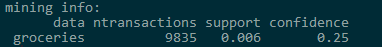 mining info:
data ntransactions support confidence
groceries 9835 0.006 0.25